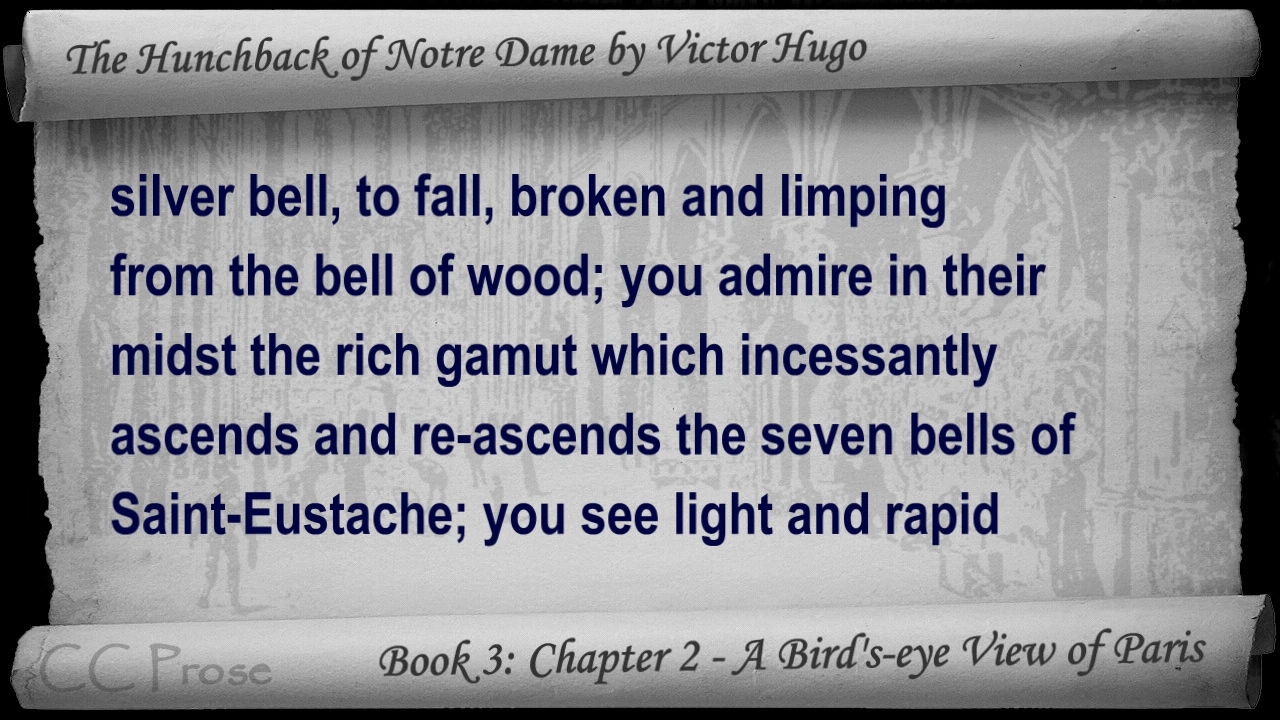 The Hunchback of Notre Dame by Victor Hugo
silver bell, to fall, broken and limping
from the bell of wood; you admire in their
midst the rich gamut which incessantly
ascends and re-ascends the seven bells of
Saint-Eustache; you see light and rapid
CC Prose
Book 3: Chapter 2 - A Bird's-eye View of Paris